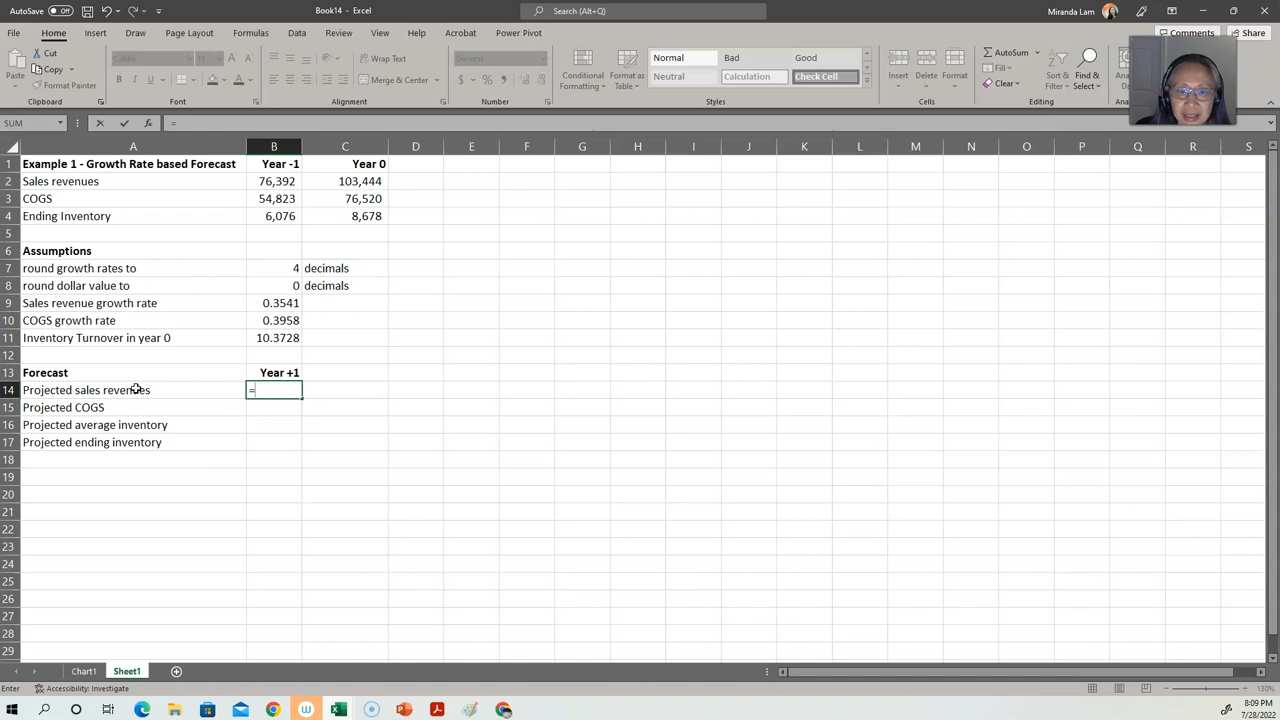 AutoSave Off Book14 - Excel Search (Alt+Q) Miranda Lam
File Home Insert Draw Page Layout Formulas Data Review View Help Acrobat Power Pivot Comments Share
Paste Cut Copy Format Painter Clipboard
Calibri B I U Font
Wrap Text Merge & Center Alignment
General $ % Number
Conditional Formatting Format as Table Normal Bad Good Neutral Calculation Check Cell Styles
Insert Delete Format Cells
AutoSum Fill Clear Sort & Filter Find & Select Editing
SUM fx =
A B C D E F G H I J K L M N O P Q R S
1 Example 1 - Growth Rate based Forecast Year -1 Year 0
2 Sales revenues 76,392 103,444
3 COGS 54,823 76,520
4 Ending Inventory 6,076 8,678
5
6 Assumptions
7 round growth rates to 4 decimals
8 round dollar value to 0 decimals
9 Sales revenue growth rate 0.3541
10 COGS growth rate 0.3958
11 Inventory Turnover in year 0 10.3728
12
13 Forecast Year +1
14 Projected sales revenues =
15 Projected COGS
16 Projected average inventory
17 Projected ending inventory
18
19
20
21
22
23
24
25
26
27
28
29
Chart1 Sheet1
Enter Accessibility: Investigate 130%
8:09 PM
7/28/2022